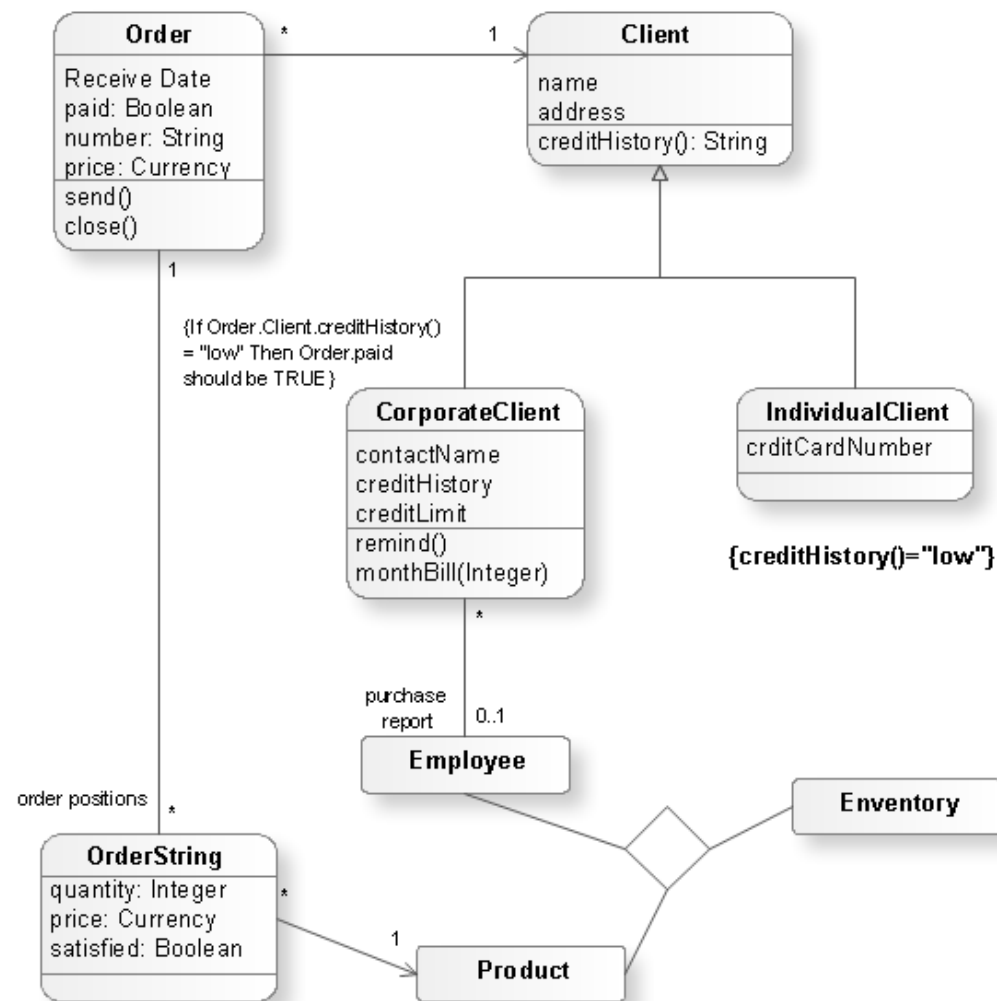 Order
Receive Date
paid: Boolean
number: String
price: Currency
send()
close()
*
1
Client
name
address
creditHistory(): String
1
{If Order.Client.creditHistory()
= "low" Then Order.paid
should be TRUE }
CorporateClient
contactName
creditHistory
creditLimit
remind()
monthBill(Integer)
IndividualClient
crditCardNumber
{creditHistory()="low"}
*
purchase
report
0..1
Employee
Enventory
order positions
*
OrderString
quantity: Integer
price: Currency
satisfied: Boolean
*
1
Product